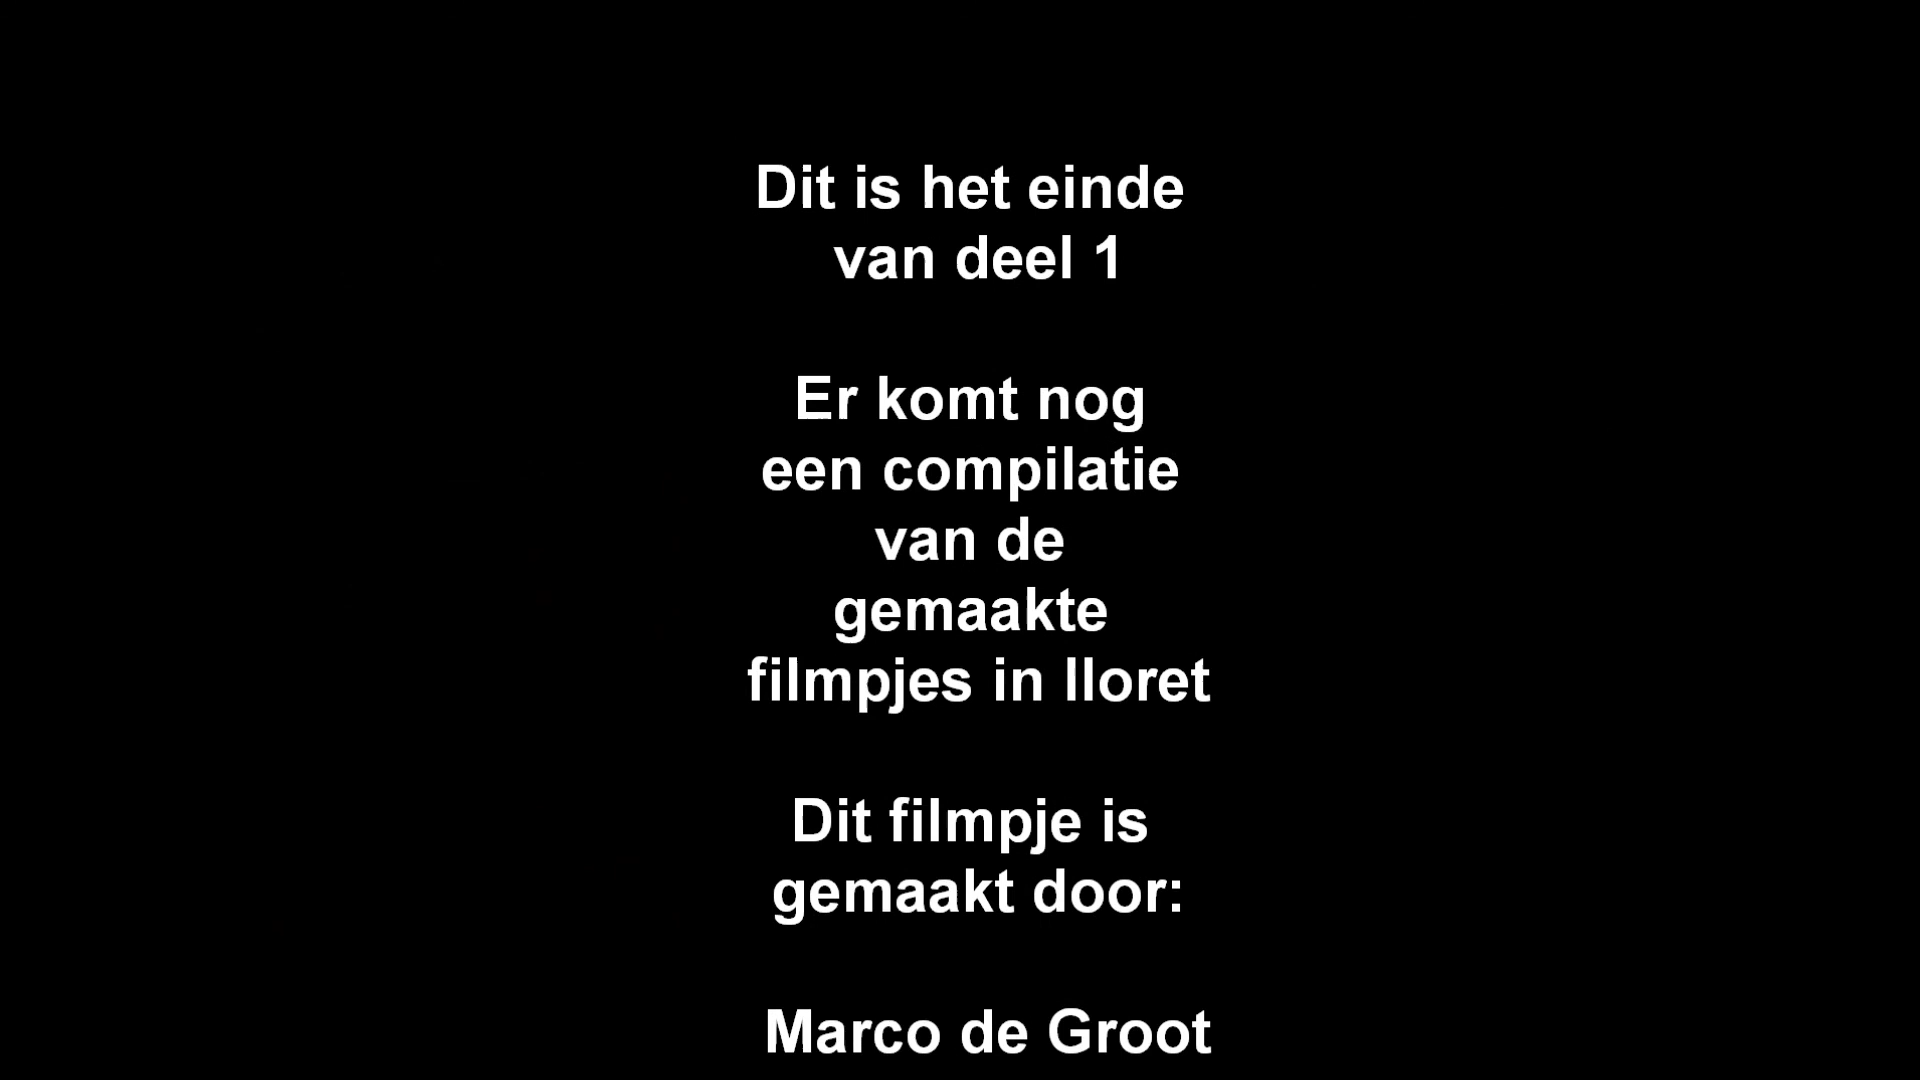 Dit is het einde
van deel 1
Er komt nog
een compilatie
van de
gemaakte
filmpjes in lloret
Dit filmpje is
gemaakt door:
Marco de Groot